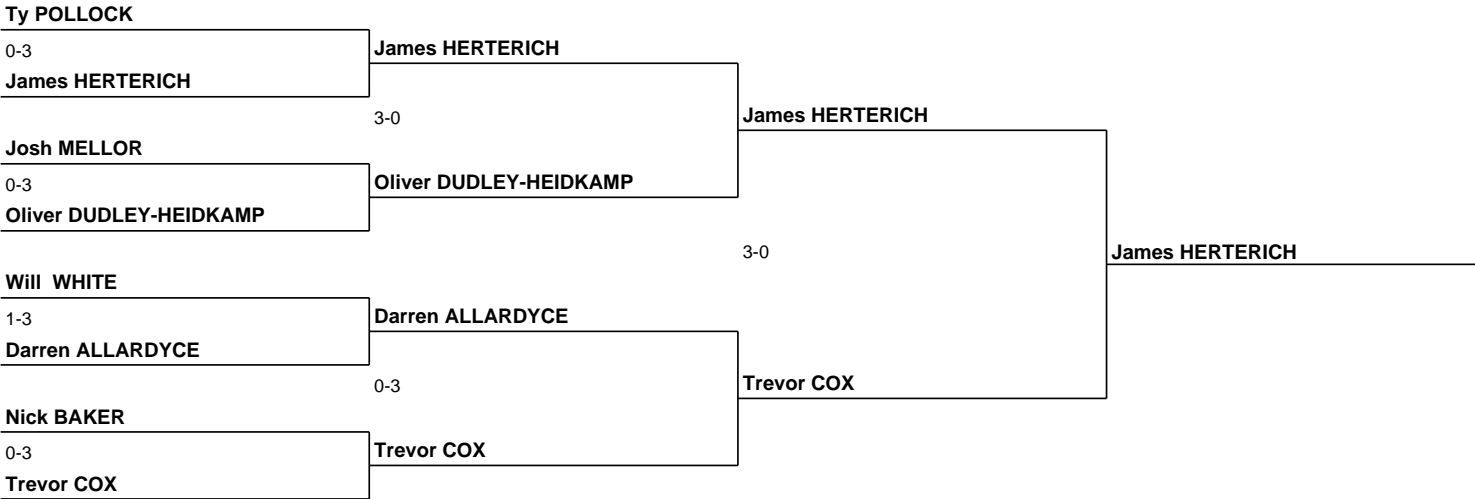 Ty POLLOCK
0-3
James HERTERICH
James HERTERICH
3-0
James HERTERICH
Josh MELLOR
0-3
Oliver DUDLEY-HEIDKAMP
Oliver DUDLEY-HEIDKAMP
3-0
James HERTERICH
Will  WHITE
1-3
Darren ALLARDYCE
Darren ALLARDYCE
0-3
Trevor COX
Nick BAKER
0-3
Trevor COX
Trevor COX